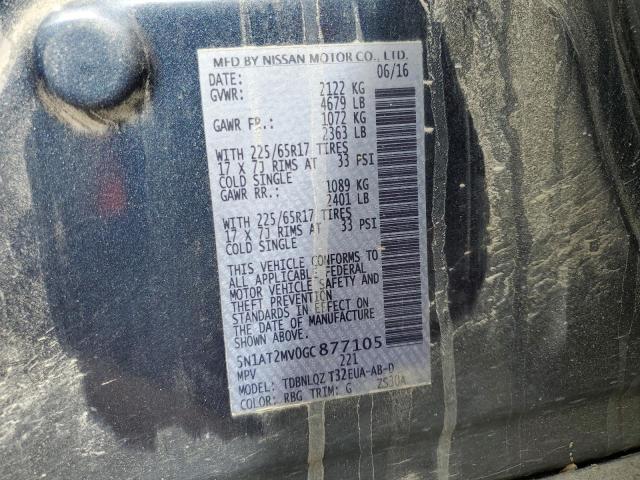 MFD BY NISSAN MOTOR CO., LTD.
DATE: 06/16
GVWR: 2122 KG
4679 LB
GAWR FR.: 1072 KG
2363 LB
WITH 225/65R17 TIRES
17 X 7J RIMS AT 33 PSI
COLD SINGLE
GAWR RR.: 1089 KG
2401 LB
WITH 225/65R17 TIRES
17 X 7J RIMS AT 33 PSI
COLD SINGLE
THIS VEHICLE CONFORMS TO
ALL APPLICABLE FEDERAL
MOTOR VEHICLE SAFETY AND
THEFT PREVENTION
STANDARDS IN EFFECT ON
THE DATE OF MANUFACTURE.
5N1AT2MV0GC877105
MPV 221
MODEL: TDBNLQZ T32EUA-AB-D
COLOR: RBG TRIM: G ZS30A